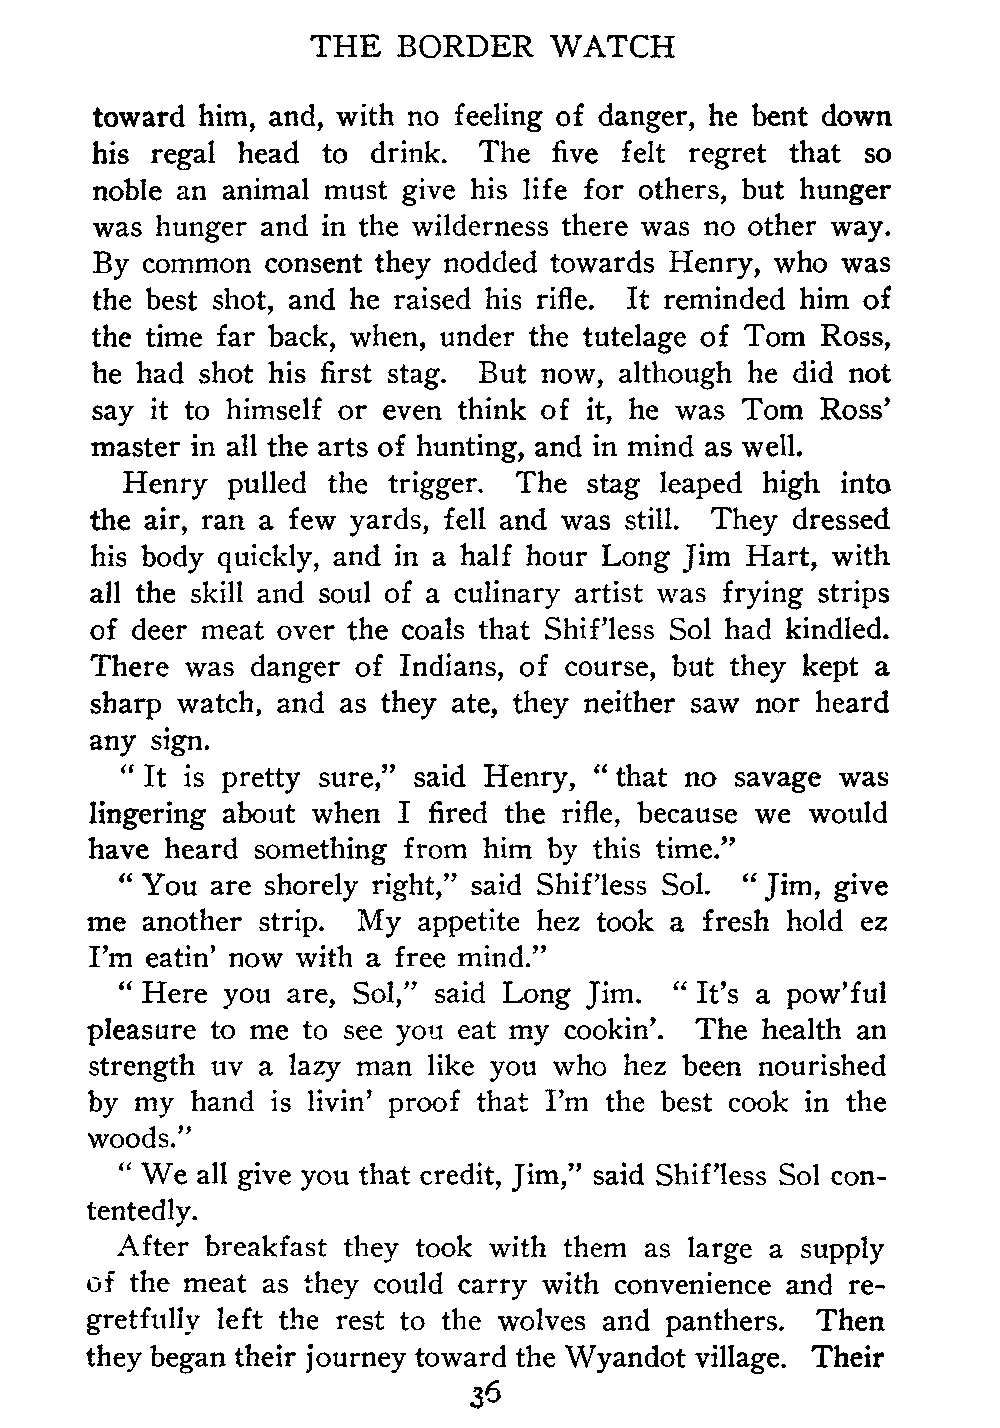 THE BORDER WATCH
toward him, and, with no feeling of danger, he bent down
his regal head to drink. The five felt regret that so
noble an animal must give his life for others, but hunger
was hunger and in the wilderness there was no other way.
By common consent they nodded towards Henry, who was
the best shot, and he raised his rifle. It reminded him of
the time far back, when, under the tutelage of Tom Ross,
he had shot his first stag. But now, although he did not
say it to himself or even think of it, he was Tom Ross'
master in all the arts of hunting, and in mind as well.
Henry pulled the trigger. The stag leaped high into
the air, ran a few yards, fell and was still. They dressed
his body quickly, and in a half hour Long Jim Hart, with
all the skill and soul of a culinary artist was frying strips
of deer meat over the coals that Shif'less Sol had kindled.
There was danger of Indians, of course, but they kept a
sharp watch, and as they ate, they neither saw nor heard
any sign.
" It is pretty sure," said Henry, " that no savage was
lingering about when I fired the rifle, because we would
have heard something from him by this time."
" You are shorely right," said Shif'less Sol. " Jim, give
me another strip. My appetite hez took a fresh hold ez
I'm eatin' now with a free mind."
" Here you are, Sol," said Long Jim. " It's a pow'ful
pleasure to me to see you eat my cookin'. The health an
strength uv a lazy man like you who hez been nourished
by my hand is livin' proof that I'm the best cook in the
woods."
" We all give you that credit, Jim," said Shif'less Sol con-
tentedly.
After breakfast they took with them as large a supply
of the meat as they could carry with convenience and re-
gretfully left the rest to the wolves and panthers. Then
they began their journey toward the Wyandot village. Their
36